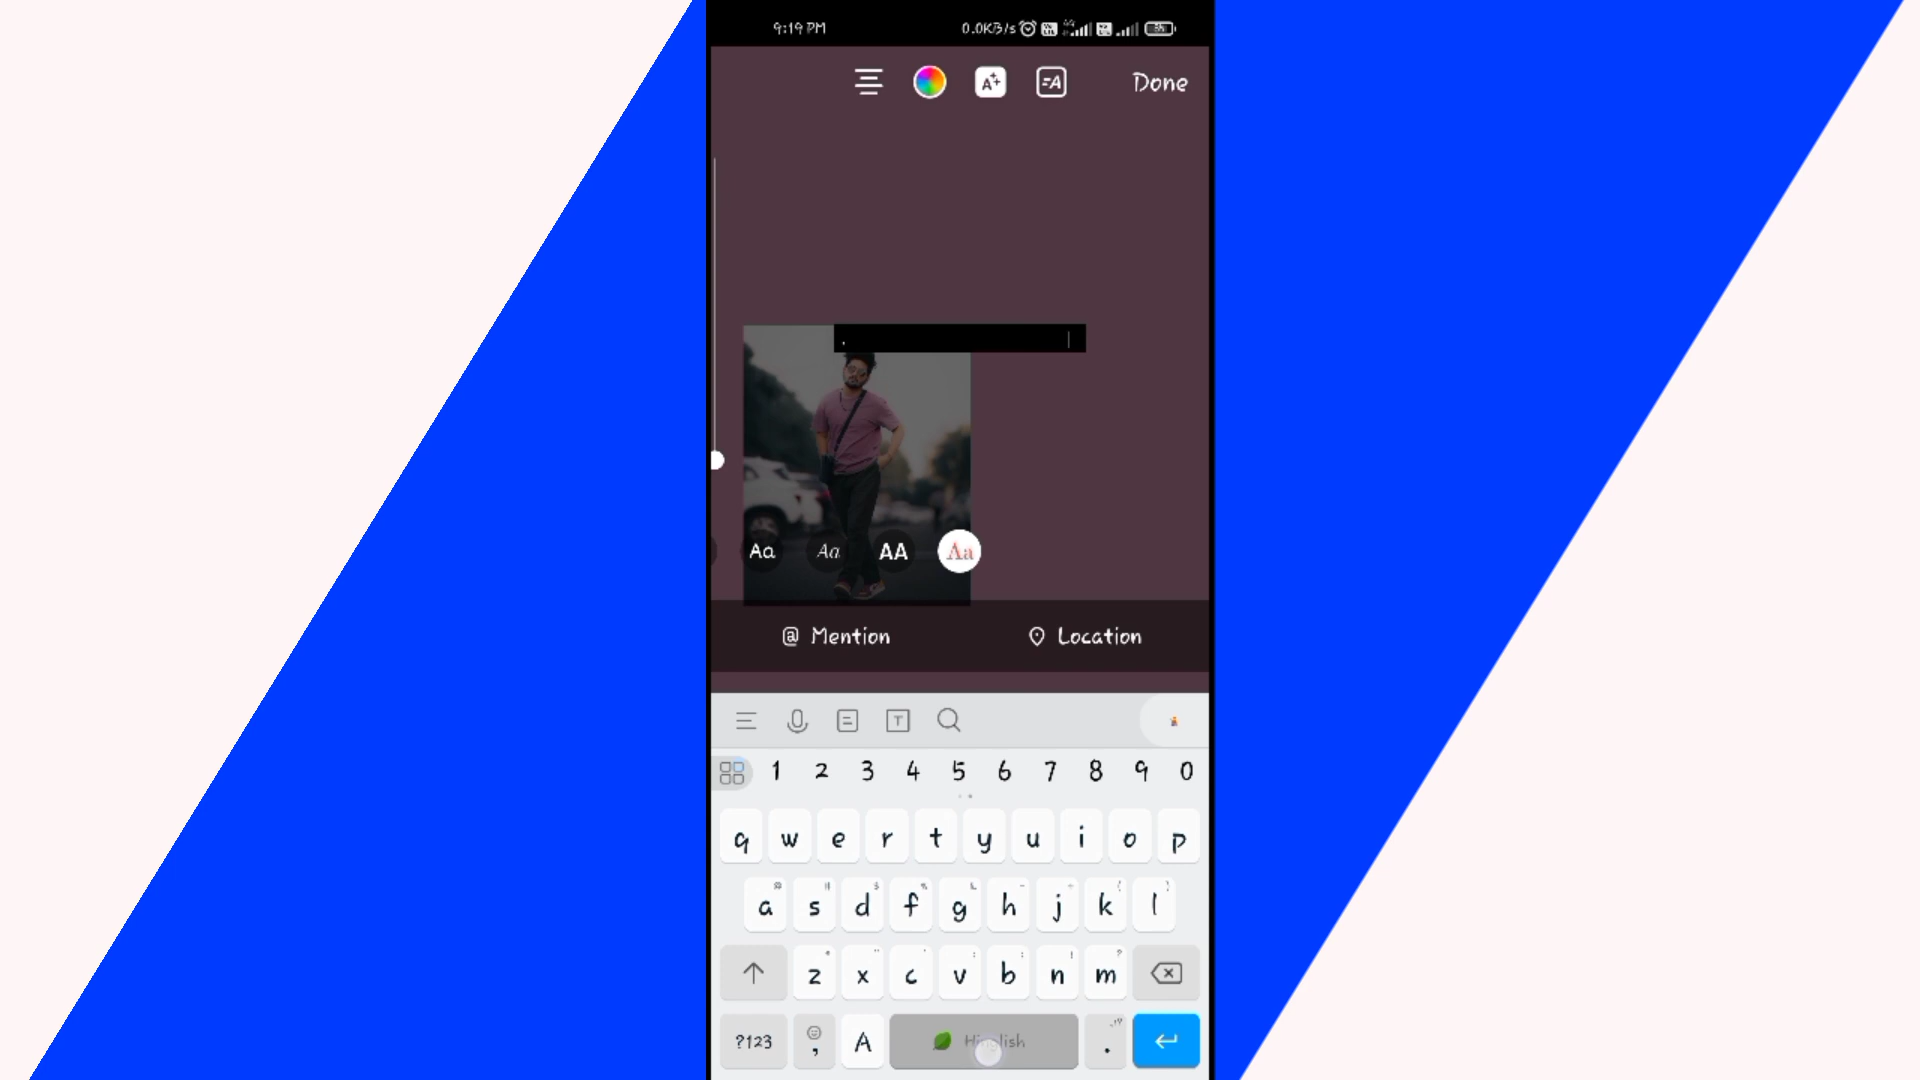 9:19 PM 0.0KB/s
Done
,
Aa Aa AA Aa
@ Mention Location
1 2 3 4 5 6 7 8 9 0
q w e r t y u i o p
a s d f g h j k l
z x c v b n m
?123 , A Hinglish .